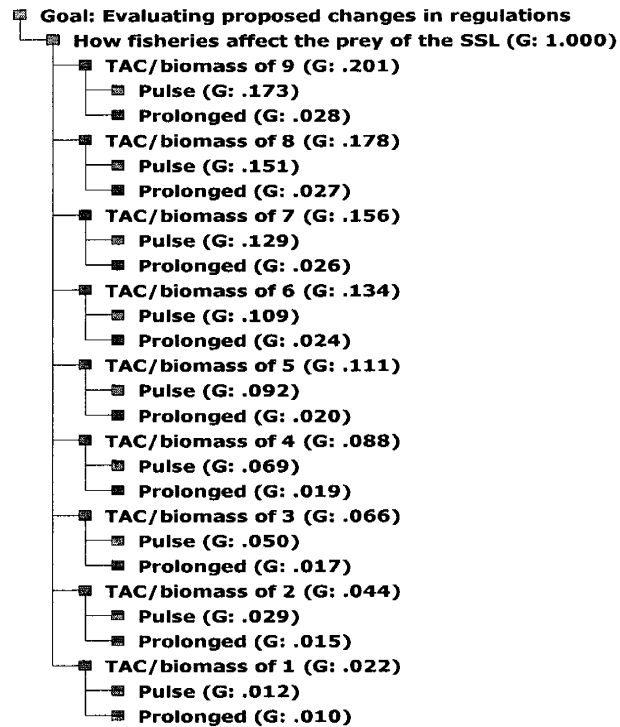 Goal: Evaluating proposed changes in regulations
How fisheries affect the prey of the SSL (G: 1.000)
TAC/biomass of 9 (G: .201)
Pulse (G: .173)
Prolonged (G: .028)
TAC/biomass of 8 (G: .178)
Pulse (G: .151)
Prolonged (G: .027)
TAC/biomass of 7 (G: .156)
Pulse (G: .129)
Prolonged (G: .026)
TAC/biomass of 6 (G: .134)
Pulse (G: .109)
Prolonged (G: .024)
TAC/biomass of 5 (G: .111)
Pulse (G: .092)
Prolonged (G: .020)
TAC/biomass of 4 (G: .088)
Pulse (G: .069)
Prolonged (G: .019)
TAC/biomass of 3 (G: .066)
Pulse (G: .050)
Prolonged (G: .017)
TAC/biomass of 2 (G: .044)
Pulse (G: .029)
Prolonged (G: .015)
TAC/biomass of 1 (G: .022)
Pulse (G: .012)
Prolonged (G: .010)